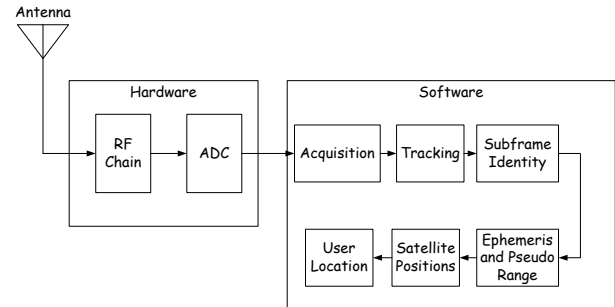 Antenna
Hardware
Software
RF
Chain
ADC
Acquisition
Tracking
Subframe
Identity
User
Location
Satellite
Positions
Ephemeris
and Pseudo
Range